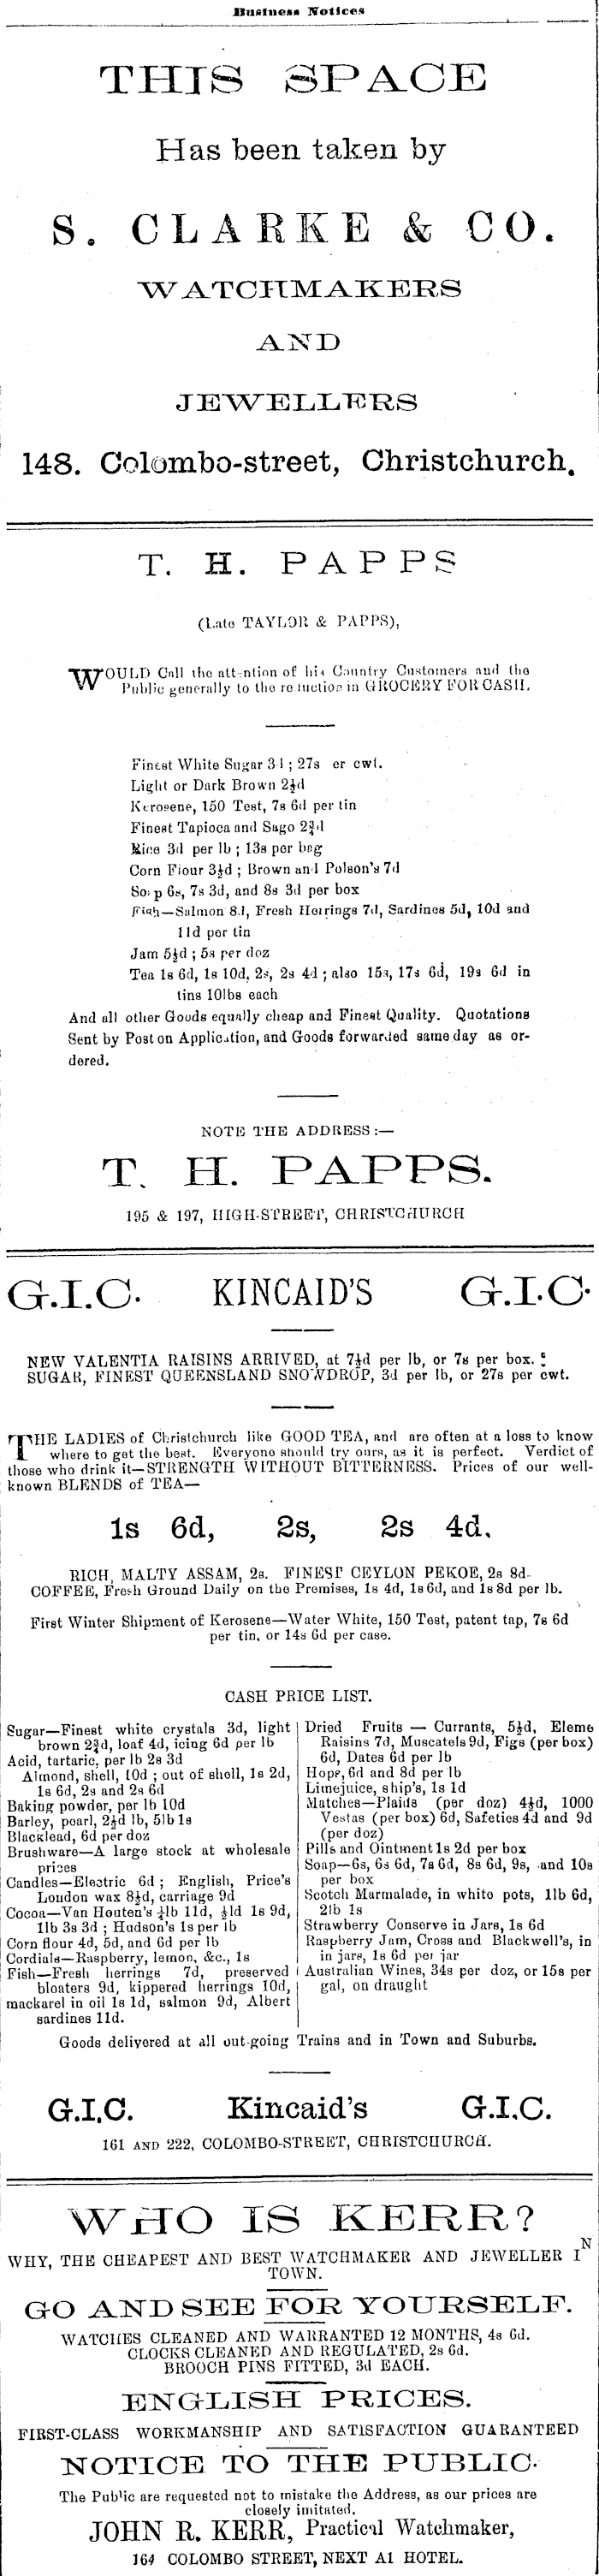 Business Notices
THIS SPACE
Has been taken by
S. CLARKE & CO.
WATCHMAKERS
AND
JEWELLERS
148. Colombo-street, Christchurch.
T. H. PAPPS
(Late TAYLOR & PAPPS),
WOULD Call the attention of his Country Customers and the
Public generally to the reduction in GROCERY FOR CASH.
Finest White Sugar 3d ; 27s er cwt.
Light or Dark Brown 2½d
Kerosene, 150 Test, 7s 6d per tin
Finest Tapioca and Sago 2¾d
Rice 3d per lb ; 13s per bag
Corn Flour 3½d ; Brown and Polson's 7d
Soap 6s, 7s 3d, and 8s 3d per box
Fish—Salmon 8d, Fresh Herrings 7d, Sardines 5d, 10d and
11d per tin
Jam 5½d ; 5s per doz
Tea 1s 6d, 1s 10d, 2s, 2s 4d ; also 15s, 17s 6d, 19s 6d in
tins 10lbs each
And all other Goods equally cheap and Finest Quality. Quotations
Sent by Post on Application, and Goods forwarded same day as or-
dered.
NOTE THE ADDRESS :—
T. H. PAPPS.
195 & 197, HIGH-STREET, CHRISTCHURCH
G.I.C. KINCAID'S G.I.C.
NEW VALENTIA RAISINS ARRIVED, at 7½d per lb, or 7s per box.
SUGAR, FINEST QUEENSLAND SNOWDROP, 3d per lb, or 27s per cwt.
THE LADIES of Christchurch like GOOD TEA, and are often at a loss to know
where to get the best. Everyone should try ours, as it is perfect. Verdict of
those who drink it—STRENGTH WITHOUT BITTERNESS. Prices of our well-
known BLENDS of TEA—
1s 6d, 2s, 2s 4d.
RICH, MALTY ASSAM, 2s. FINEST CEYLON PEKOE, 2s 8d-
COFFEE, Fresh Ground Daily on the Premises, 1s 4d, 1s 6d, and 1s 8d per lb.
First Winter Shipment of Kerosene—Water White, 150 Test, patent tap, 7s 6d
per tin, or 14s 6d per case.
CASH PRICE LIST.
Sugar—Finest white crystals 3d, light
brown 2¾d, loaf 4d, icing 6d per lb
Acid, tartaric, per lb 2s 3d
Almond, shell, 10d ; out of shell, 1s 2d,
1s 6d, 2s and 2s 6d
Baking powder, per lb 10d
Barley, pearl, 2½d lb, 5lb 1s
Blacklead, 6d per doz
Brushware—A large stock at wholesale
prices
Candles—Electric 6d ; English, Price's
London wax 8½d, carriage 9d
Cocoa—Van Houten's ¼lb 11d, ½ld 1s 9d,
1lb 3s 3d ; Hudson's 1s per lb
Corn flour 4d, 5d, and 6d per lb
Cordials—Raspberry, lemon, &c., 1s
Fish—Fresh herrings 7d, preserved
bloaters 9d, kippered herrings 10d,
mackarel in oil 1s 1d, salmon 9d, Albert
sardines 11d.
Dried Fruits — Currants, 5½d, Eleme
Raisins 7d, Muscatels 9d, Figs (per box)
6d, Dates 6d per lb
Hops, 6d and 8d per lb
Limejuice, ship's, 1s 1d
Matches—Plaids (per doz) 4½d, 1000
Vestas (per box) 6d, Safeties 4d and 9d
(per doz)
Pills and Ointment 1s 2d per box
Soap—6s, 6s 6d, 7s 6d, 8s 6d, 9s, and 10s
per box
Scotch Marmalade, in white pots, 1lb 6d,
2lb 1s
Strawberry Conserve in Jars, 1s 6d
Raspberry Jam, Cross and Blackwell's, in
in jars, 1s 6d per jar
Australian Wines, 34s per doz, or 15s per
gal, on draught
Goods delivered at all out-going Trains and in Town and Suburbs.
G.I.C. Kincaid's G.I.C.
161 AND 222, COLOMBO-STREET, CHRISTCHURCH.
WHO IS KERR?
WHY, THE CHEAPEST AND BEST WATCHMAKER AND JEWELLER IN
TOWN.
GO AND SEE FOR YOURSELF.
WATCHES CLEANED AND WARRANTED 12 MONTHS, 4s 6d.
CLOCKS CLEANED AND REGULATED, 2s 6d.
BROOCH PINS FITTED, 3d EACH.
ENGLISH PRICES.
FIRST-CLASS WORKMANSHIP AND SATISFACTION GUARANTEED
NOTICE TO THE PUBLIC.
The Public are requested not to mistake the Address, as our prices are
closely imitated.
JOHN R. KERR, Practical Watchmaker,
164 COLOMBO STREET, NEXT A1 HOTEL.